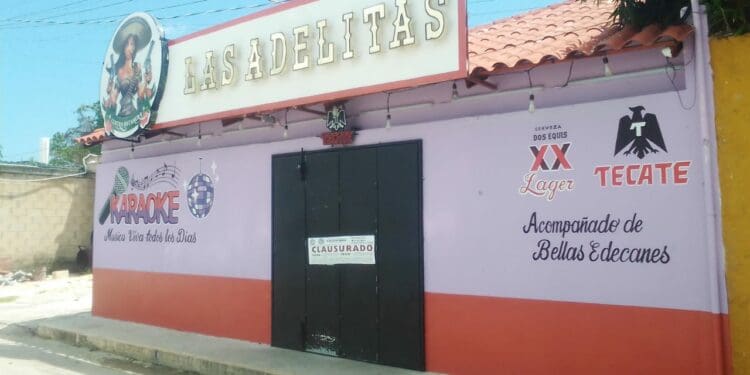 LAS ADELITAS
TECATE
KARAOKE
Musica Viva todos los Dias
CLAUSURADO
CERVEZA
DOS EQUIS
XX
Lager
T
TECATE
Acompañado de
Bellas Edecanes